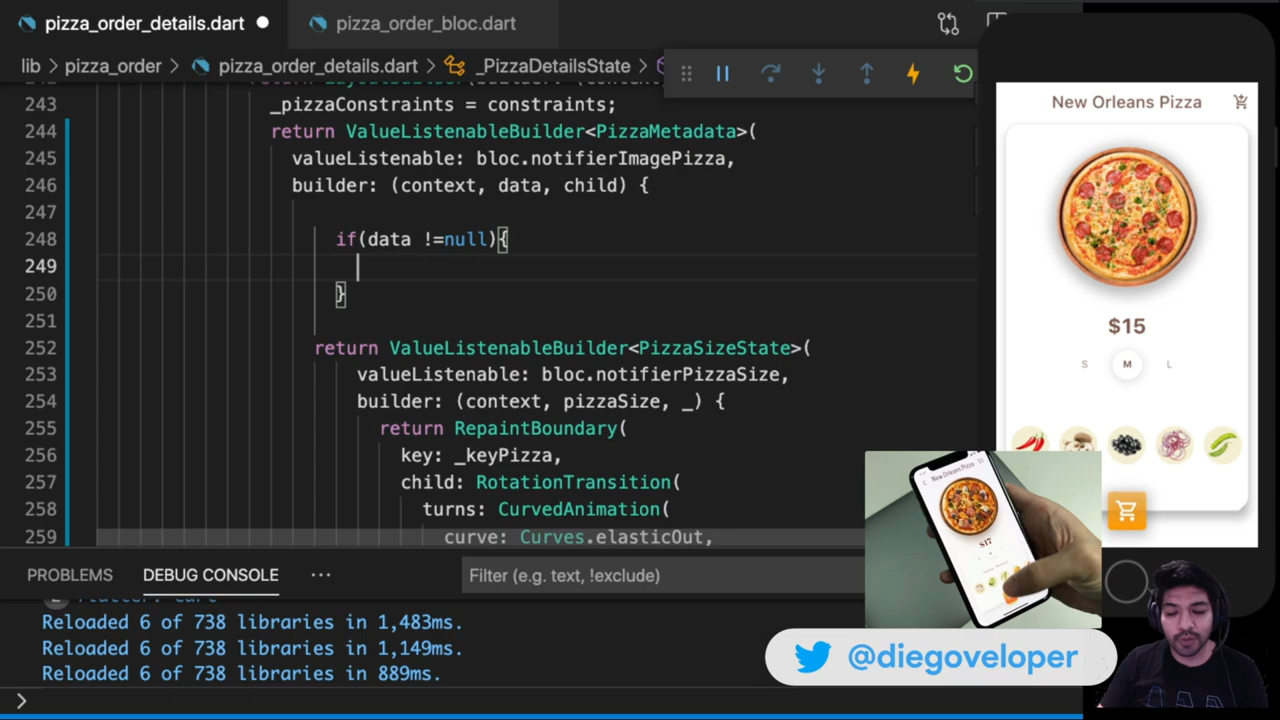 pizza_order_details.dart
pizza_order_bloc.dart
lib
pizza_order
pizza_order_details.dart
_PizzaDetailsState
243 _pizzaConstraints = constraints;
244 return ValueListenableBuilder<PizzaMetadata>(
245 valueListenable: bloc.notifierImagePizza,
246 builder: (context, data, child) {
247
248 if(data !=null){
249
250 }
251
252 return ValueListenableBuilder<PizzaSizeState>(
253 valueListenable: bloc.notifierPizzaSize,
254 builder: (context, pizzaSize, _) {
255 return RepaintBoundary(
256 key: _keyPizza,
257 child: RotationTransition(
258 turns: CurvedAnimation(
259 curve: Curves.elasticOut,
PROBLEMS
DEBUG CONSOLE
Filter (e.g. text, !exclude)
Reloaded 6 of 738 libraries in 1,483ms.
Reloaded 6 of 738 libraries in 1,149ms.
Reloaded 6 of 738 libraries in 889ms.
New Orleans Pizza
$15
S M L
New Orleans Pizza
$17
@diegoveloper